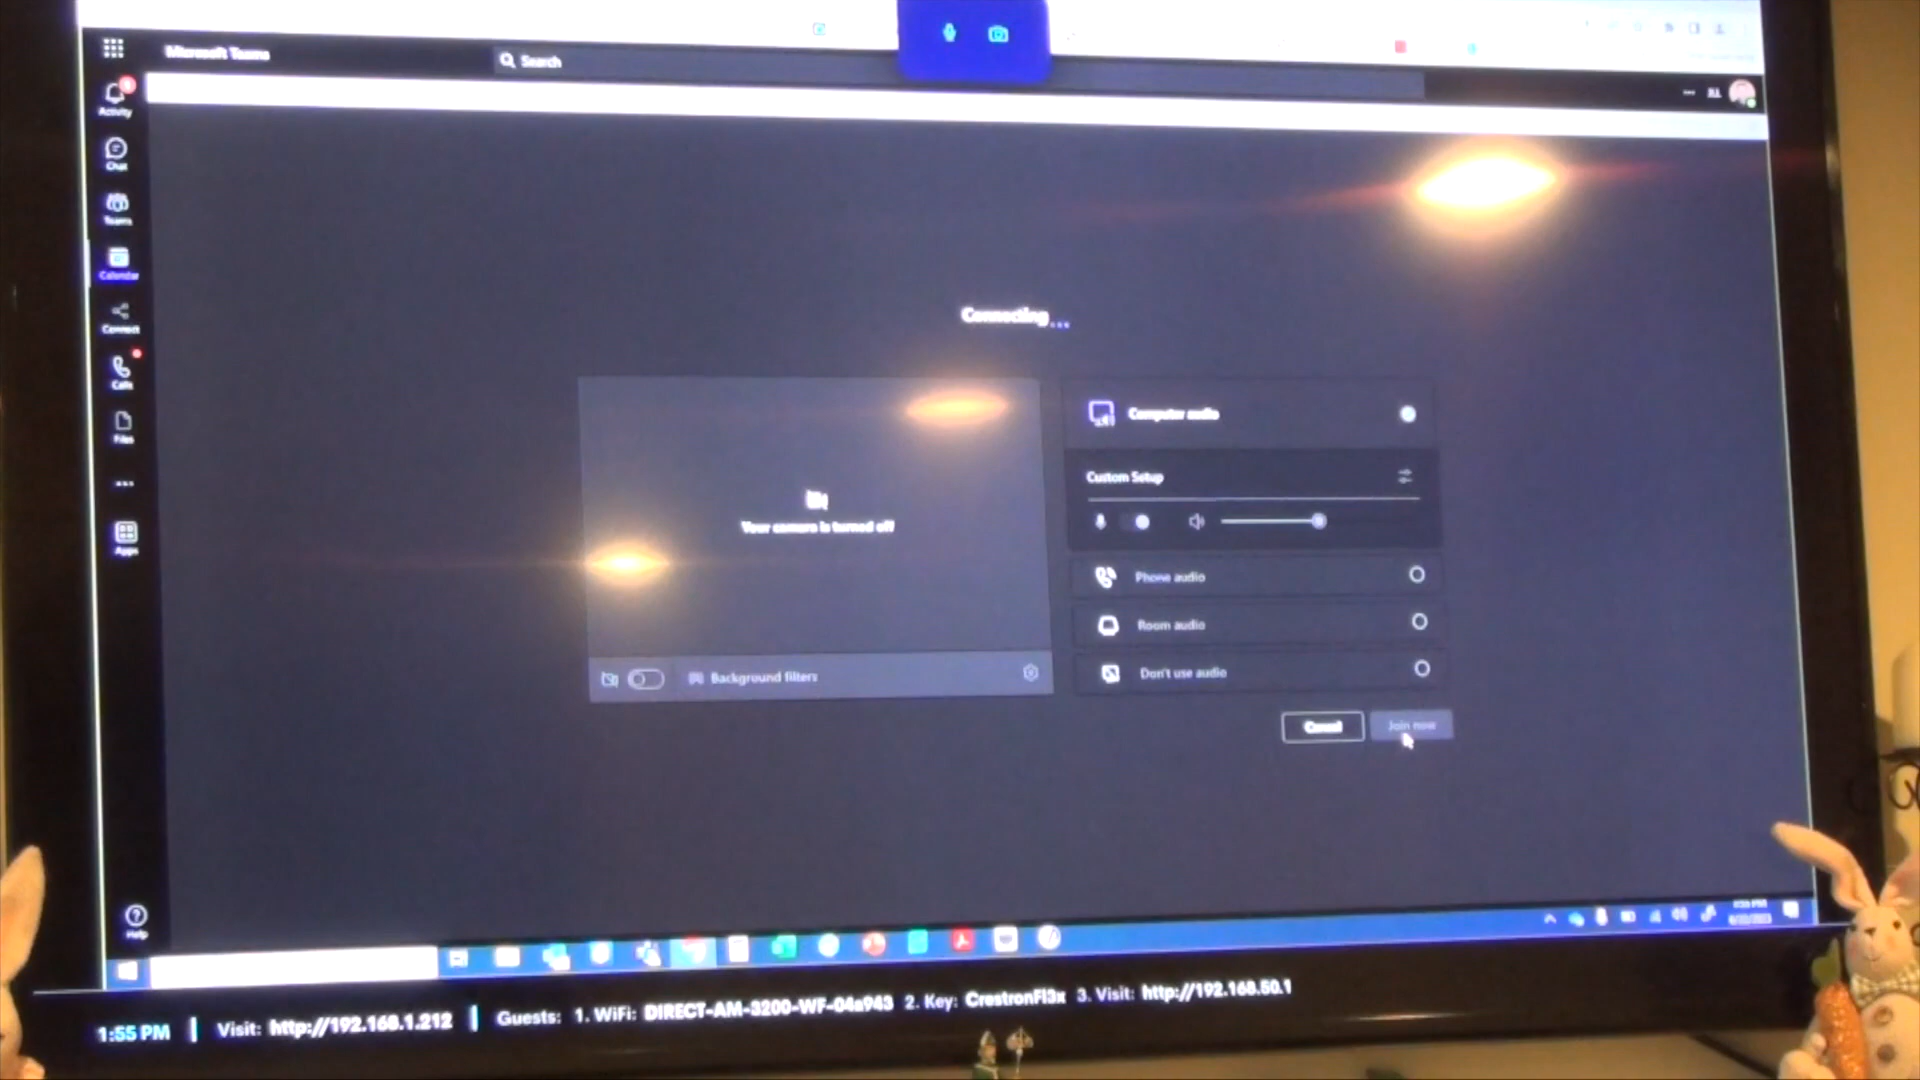 Microsoft Teams
Search
Activity
Chat
Teams
Calendar
Connect
Calls
Files
Apps
Help
Connecting...
Your camera is turned off
Background filters
Computer audio
Custom Setup
Phone audio
Room audio
Don't use audio
Cancel
Join now
1:55 PM | Visit: http://192.168.1.212 | Guests: 1. WiFi: DIRECT-AM-3200-WF-04a943 2. Key: CrestronFl3x 3. Visit: http://192.168.50.1